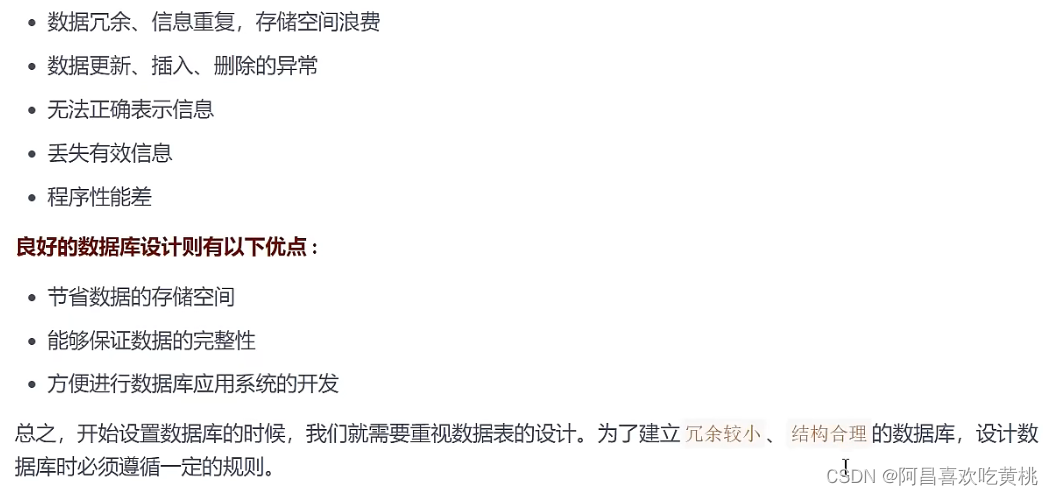 • 数据冗余、信息重复，存储空间浪费
• 数据更新、插入、删除的异常
• 无法正确表示信息
• 丢失有效信息
• 程序性能差
良好的数据库设计则有以下优点：
• 节省数据的存储空间
• 能够保证数据的完整性
• 方便进行数据库应用系统的开发
总之，开始设置数据库的时候，我们就需要重视数据表的设计。为了建立 冗余较小 、 结构合理 的数据库，设计数
据库时必须遵循一定的规则。
CSDN @阿昌喜欢吃黄桃